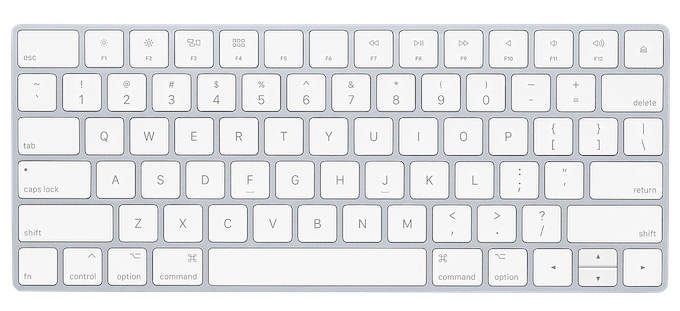 esc F1 F2 F3 F4 F5 F6 F7 F8 F9 F10 F11 F12
~ ! @ # $ % ^ & * ( ) — +
` 1 2 3 4 5 6 7 8 9 0 - = delete
tab Q W E R T Y U I O P { [ } ] | \
caps lock A S D F G H J K L : ; " ' return
shift Z X C V B N M < , > . ? / shift
fn ^ control ⌥ option ⌘ command ⌘ command ⌥ option ◄ ▲ ▼ ►